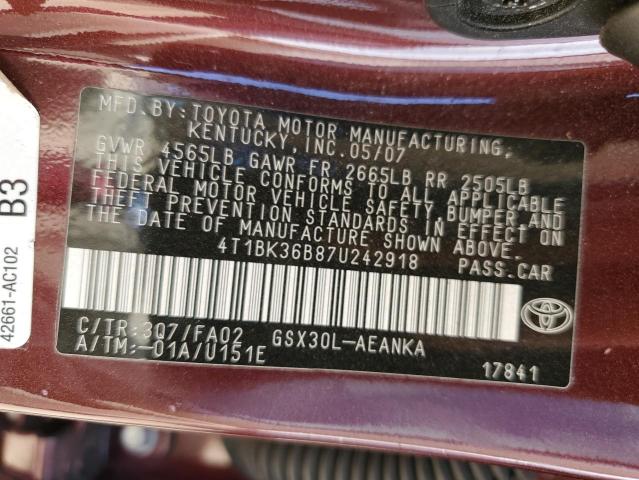 MFD. BY: TOYOTA MOTOR MANUFACTURING,
KENTUCKY, INC. 05/07
GVWR 4565LB GAWR FR 2665LB RR 2505LB
THIS VEHICLE CONFORMS TO ALL APPLICABLE
FEDERAL MOTOR VEHICLE SAFETY, BUMPER AND
THEFT PREVENTION STANDARDS IN EFFECT ON
THE DATE OF MANUFACTURE SHOWN ABOVE.
4T1BK36B87U242918 PASS.CAR
C/TR: 3Q7/FA02 GSX30L-AEANKA
A/TM:-01A/U151E
17841
42661-AC102 B3